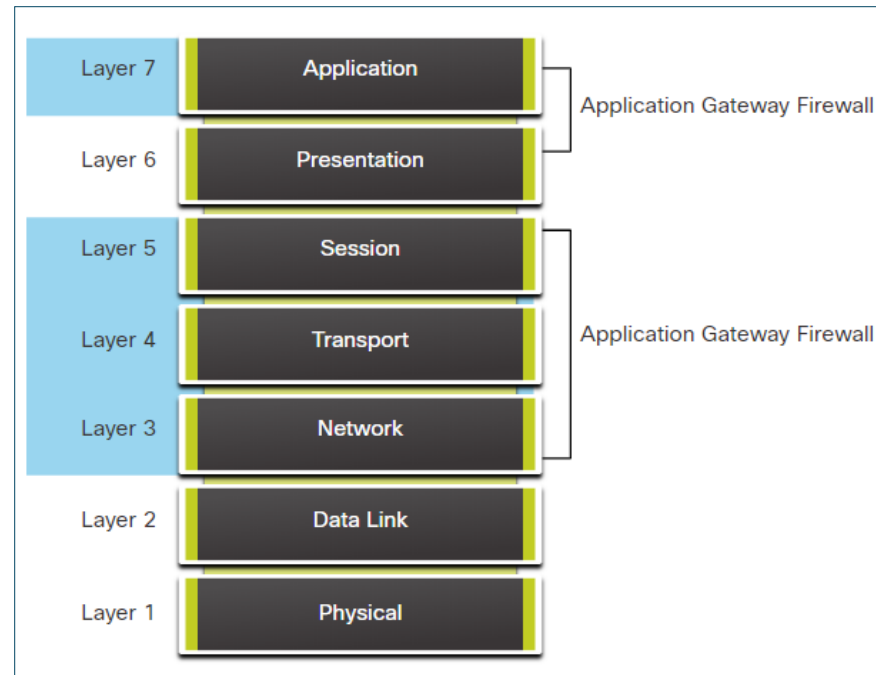 Layer 7 Application
Application Gateway Firewall
Layer 6 Presentation
Layer 5 Session
Layer 4 Transport
Application Gateway Firewall
Layer 3 Network
Layer 2 Data Link
Layer 1 Physical